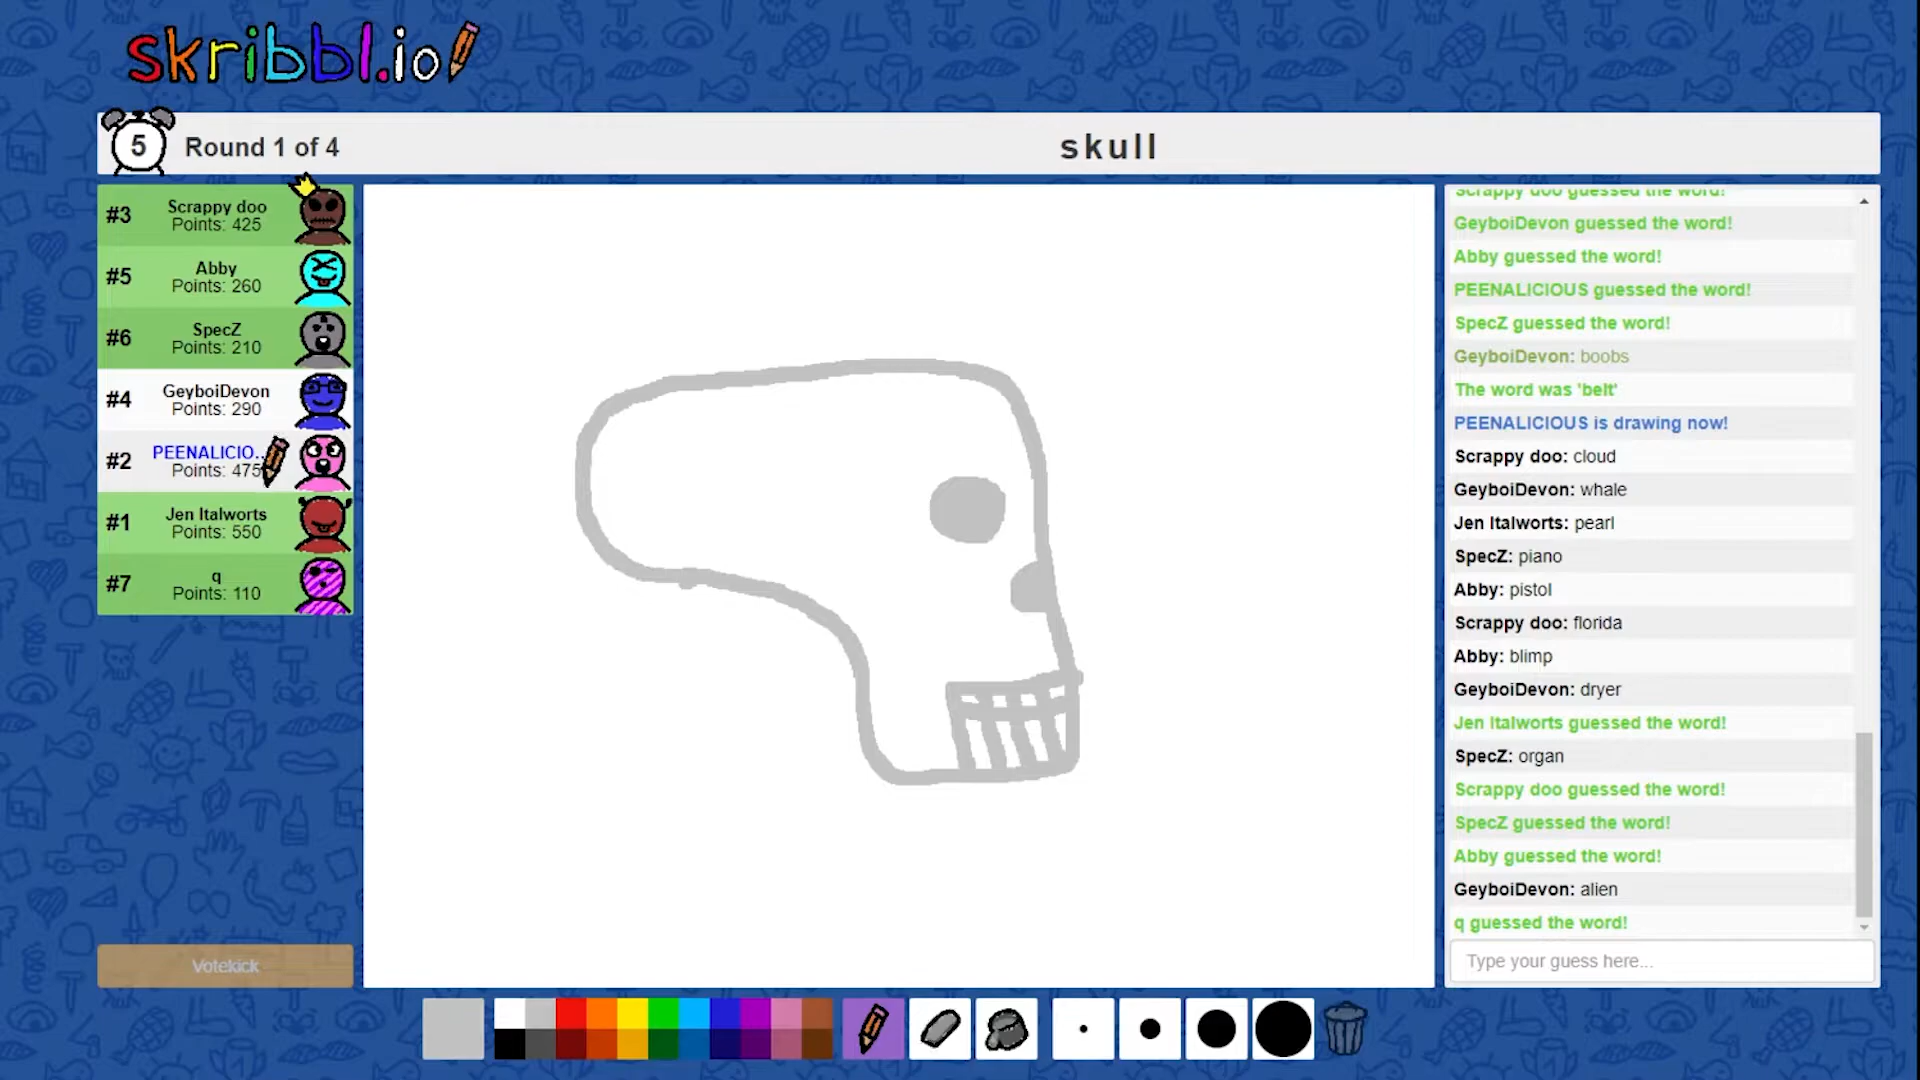 skribbl.io
5
Round 1 of 4
skull
#3
Scrappy doo
Points: 425
#5
Abby
Points: 260
#6
SpecZ
Points: 210
#4
GeyboiDevon
Points: 290
#2
PEENALICIO...
Points: 475
#1
Jen Italworts
Points: 550
#7
q
Points: 110
Votekick
Scrappy doo guessed the word!
GeyboiDevon guessed the word!
Abby guessed the word!
PEENALICIOUS guessed the word!
SpecZ guessed the word!
GeyboiDevon: boobs
The word was 'belt'
PEENALICIOUS is drawing now!
Scrappy doo: cloud
GeyboiDevon: whale
Jen Italworts: pearl
SpecZ: piano
Abby: pistol
Scrappy doo: florida
Abby: blimp
GeyboiDevon: dryer
Jen Italworts guessed the word!
SpecZ: organ
Scrappy doo guessed the word!
SpecZ guessed the word!
Abby guessed the word!
GeyboiDevon: alien
q guessed the word!
Type your guess here...